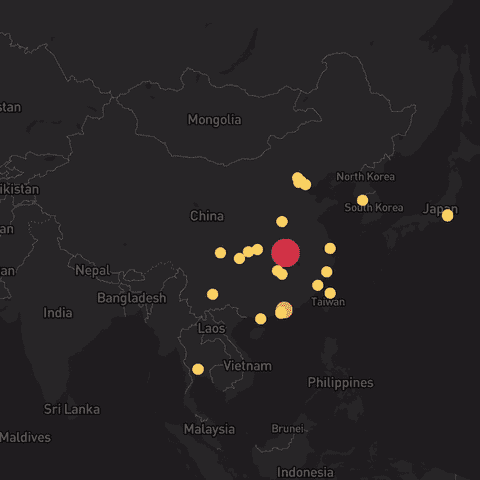 stan
Mongolia
North Korea
ikistan
South Korea
Japan
China
an
an
Nepal
Bangladesh
Taiwan
India
Laos
Vietnam
Philippines
Sri Lanka
Malaysia
Brunei
Maldives
Indonesia